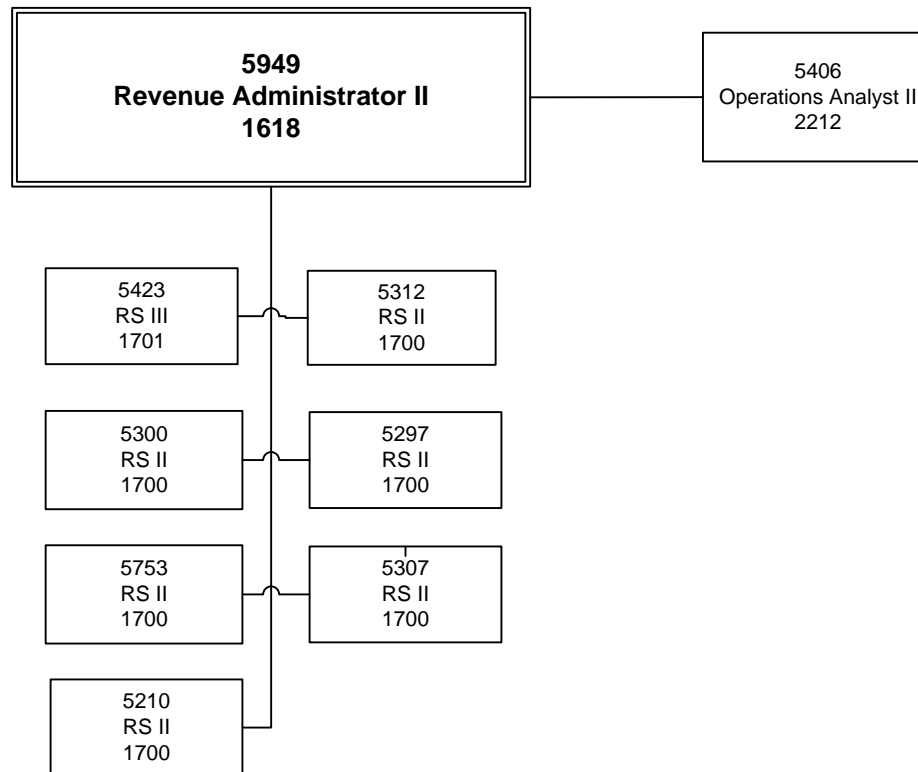 5949
Revenue Administrator II
1618
5406
Operations Analyst II
2212
5423
RS III
1701
5312
RS II
1700
5300
RS II
1700
5297
RS II
1700
5753
RS II
1700
5307
RS II
1700
5210
RS II
1700